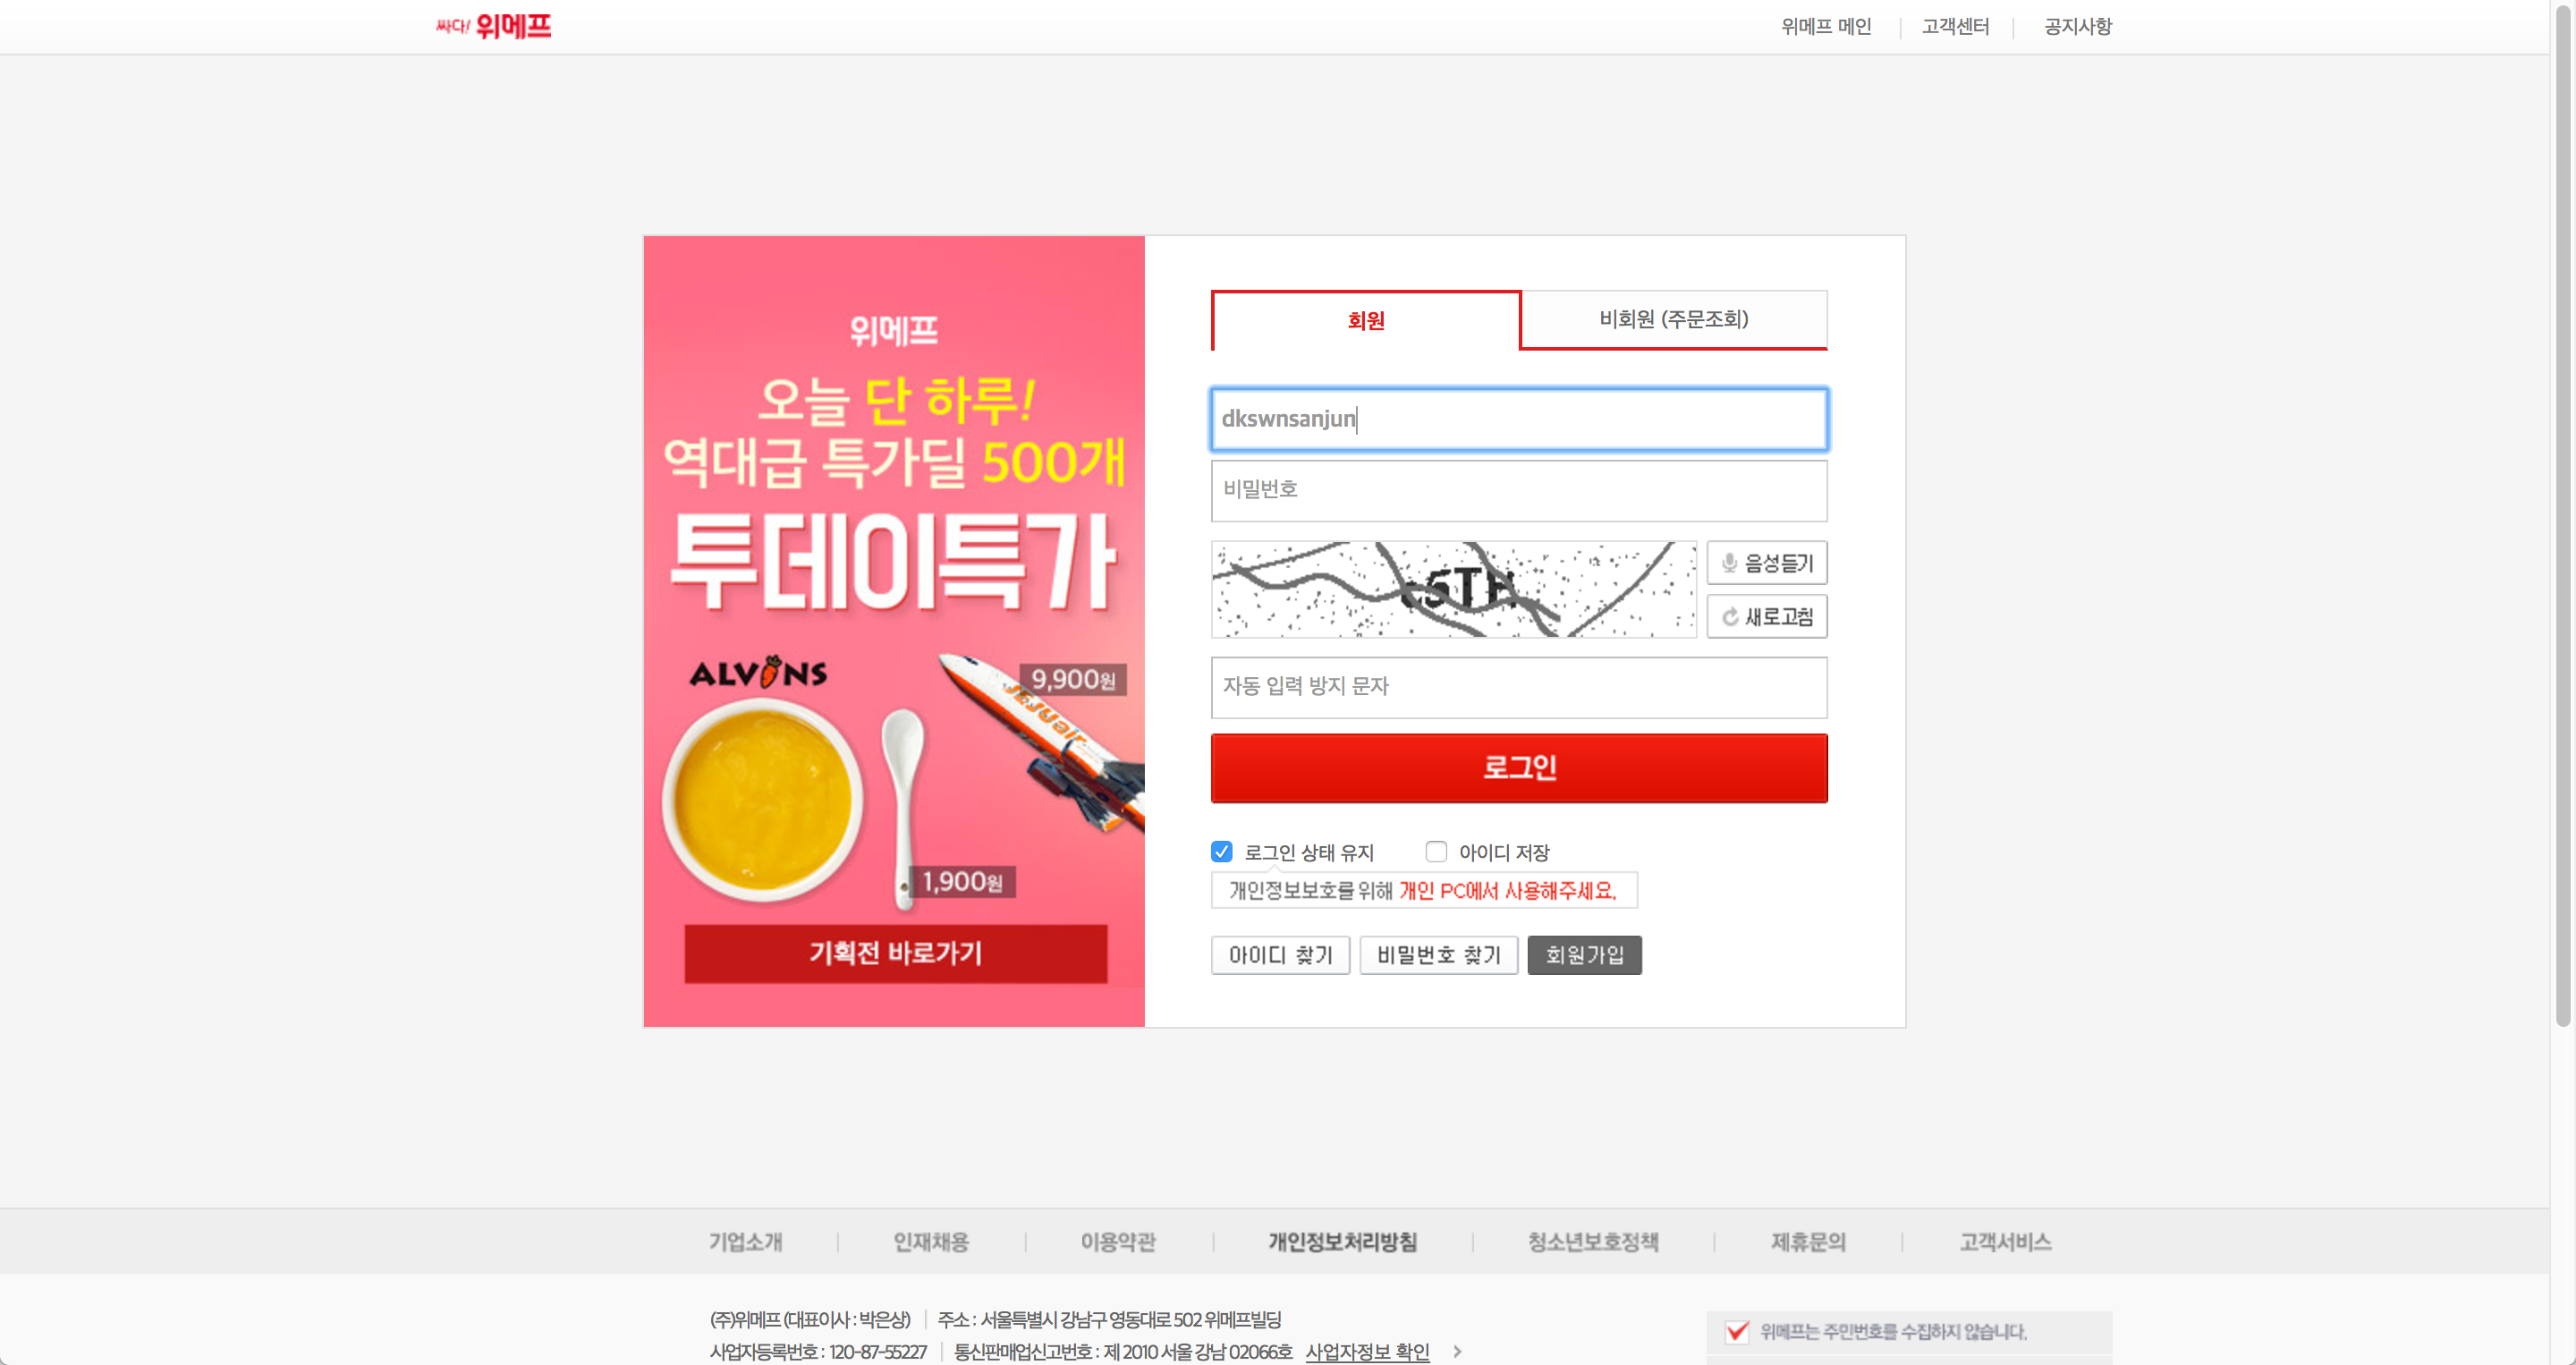 싸다! 위메프
위메프 메인 고객센터 공지사항
위메프
오늘 단 하루!
역대급 특가딜 500개
투데이특가
ALVINS
JEJUair
9,900원
1,900원
기획전 바로가기
회원 비회원 (주문조회)
dkswnsanjun
비밀번호
음성듣기
새로고침
자동 입력 방지 문자
로그인
로그인 상태 유지 아이디 저장
개인정보보호를 위해 개인 PC에서 사용해주세요.
아이디 찾기 비밀번호 찾기 회원가입
기업소개 인재채용 이용약관 개인정보처리방침 청소년보호정책 제휴문의 고객서비스
(주)위메프 (대표이사 : 박은상) 주소 : 서울특별시 강남구 영동대로 502 위메프빌딩
사업자등록번호 : 120-87-55227 통신판매업신고번호 : 제 2010 서울 강남 02066호 사업자정보 확인
위메프는 주민번호를 수집하지 않습니다.